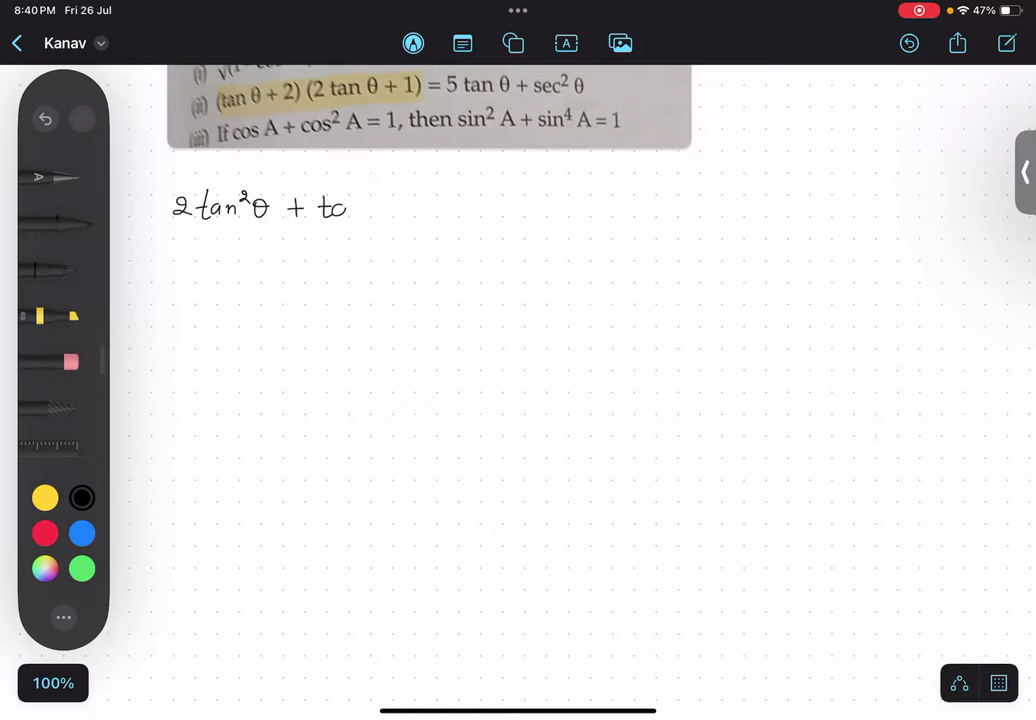 8:40 PM Fri 26 Jul
47%
Kanav
A
(i)
(ii) (tan θ + 2) (2 tan θ + 1) = 5 tan θ + sec² θ
(iii) If cos A + cos² A = 1, then sin² A + sin⁴ A = 1
2 tan²θ + ta
A
100%